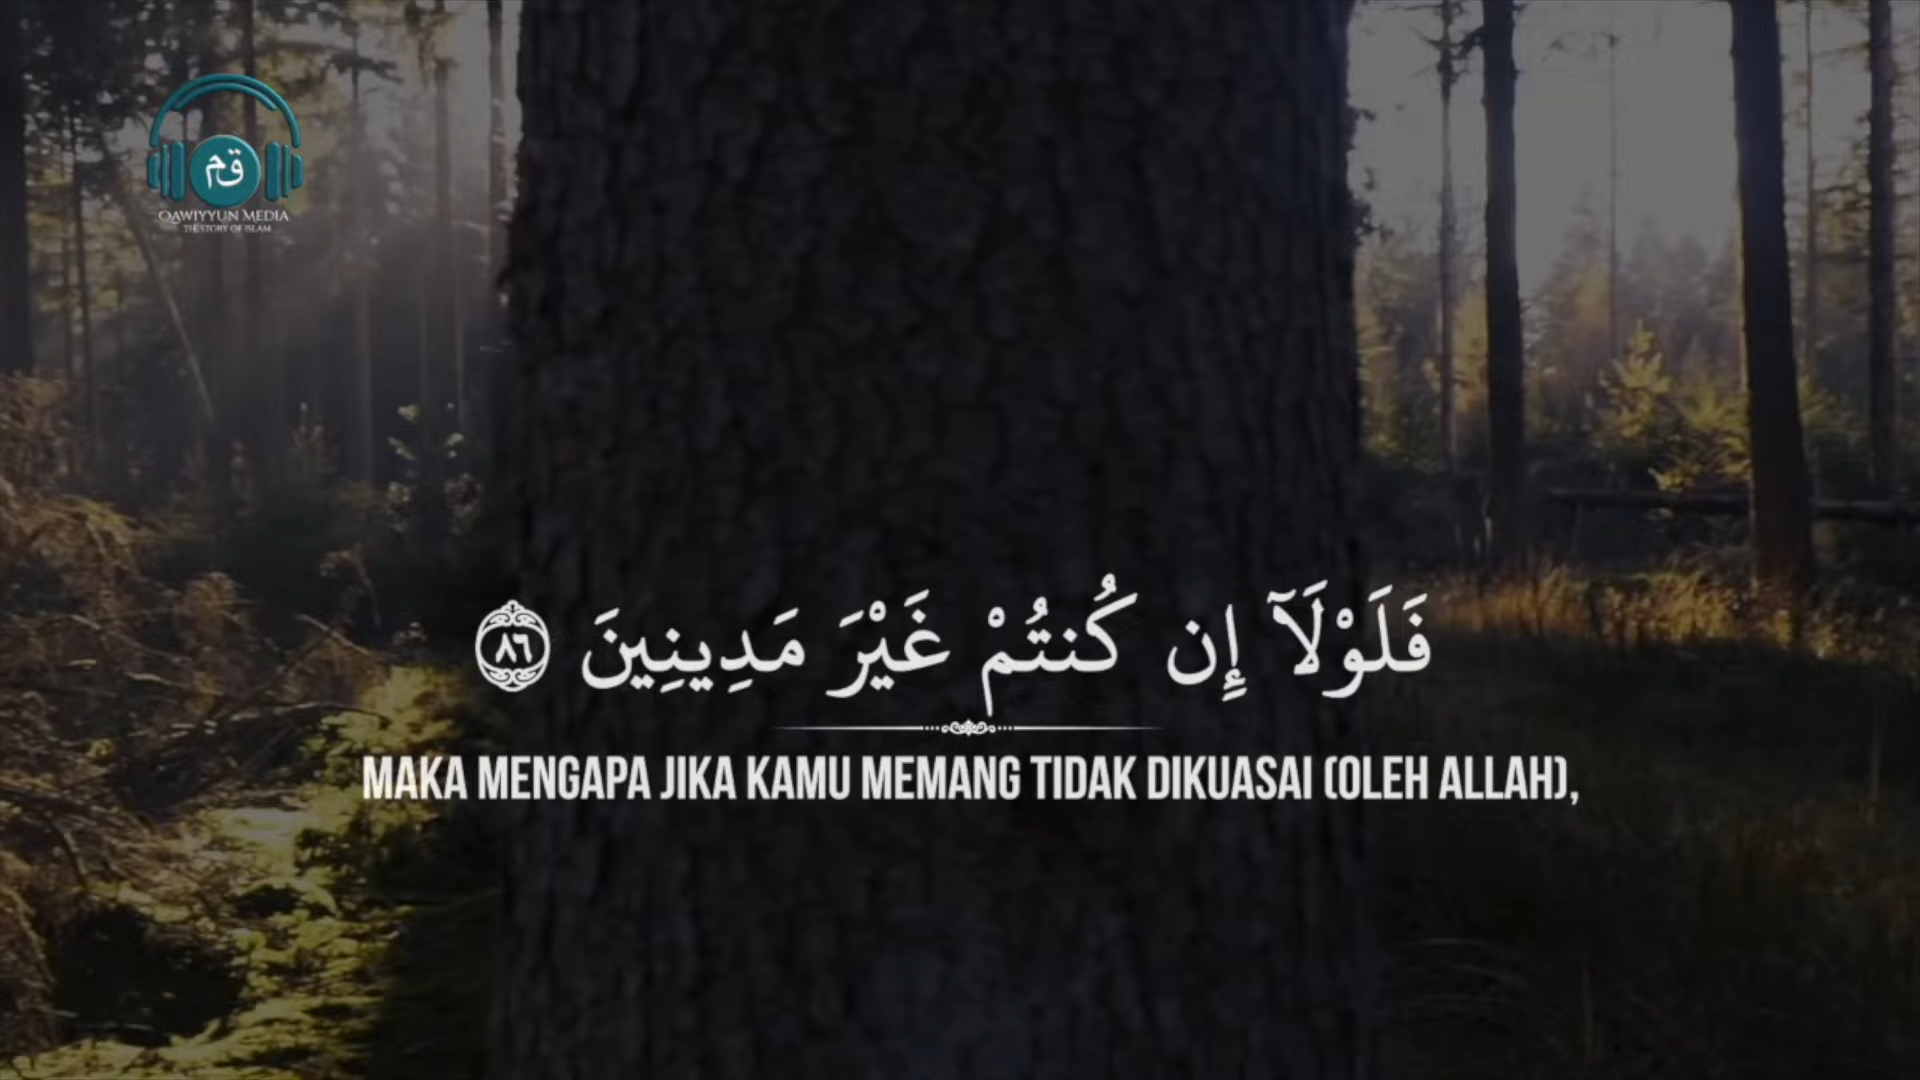 قم
QAWIYYUN MEDIA
THE STORY OF ISLAM
فَلَوْلَآ إِن كُنتُمْ غَيْرَ مَدِينِينَ ٨٦
MAKA MENGAPA JIKA KAMU MEMANG TIDAK DIKUASAI (OLEH ALLAH),